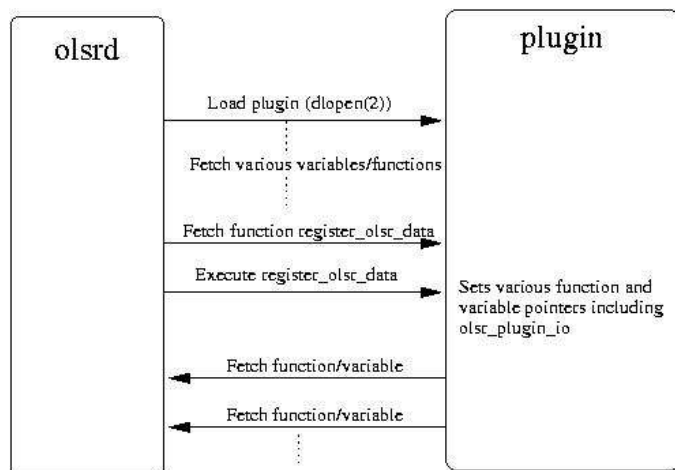 olsrd
plugin
Load plugin (dlopen(2))
Fetch various variables/functions
Fetch function register_olsr_data
Execute register_olsr_data
Sets various function and
variable pointers including
olsr_plugin_io
Fetch function/variable
Fetch function/variable